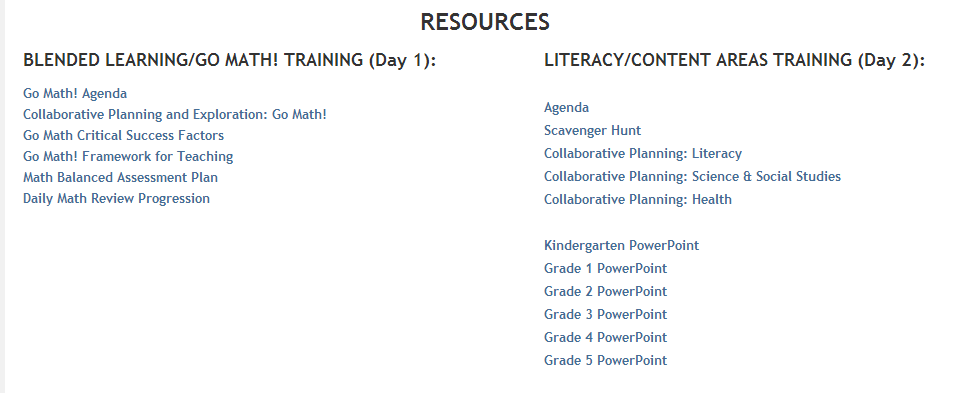 RESOURCES
BLENDED LEARNING/GO MATH! TRAINING (Day 1):
Go Math! Agenda
Collaborative Planning and Exploration: Go Math!
Go Math Critical Success Factors
Go Math! Framework for Teaching
Math Balanced Assessment Plan
Daily Math Review Progression
LITERACY/CONTENT AREAS TRAINING (Day 2):
Agenda
Scavenger Hunt
Collaborative Planning: Literacy
Collaborative Planning: Science & Social Studies
Collaborative Planning: Health
Kindergarten PowerPoint
Grade 1 PowerPoint
Grade 2 PowerPoint
Grade 3 PowerPoint
Grade 4 PowerPoint
Grade 5 PowerPoint